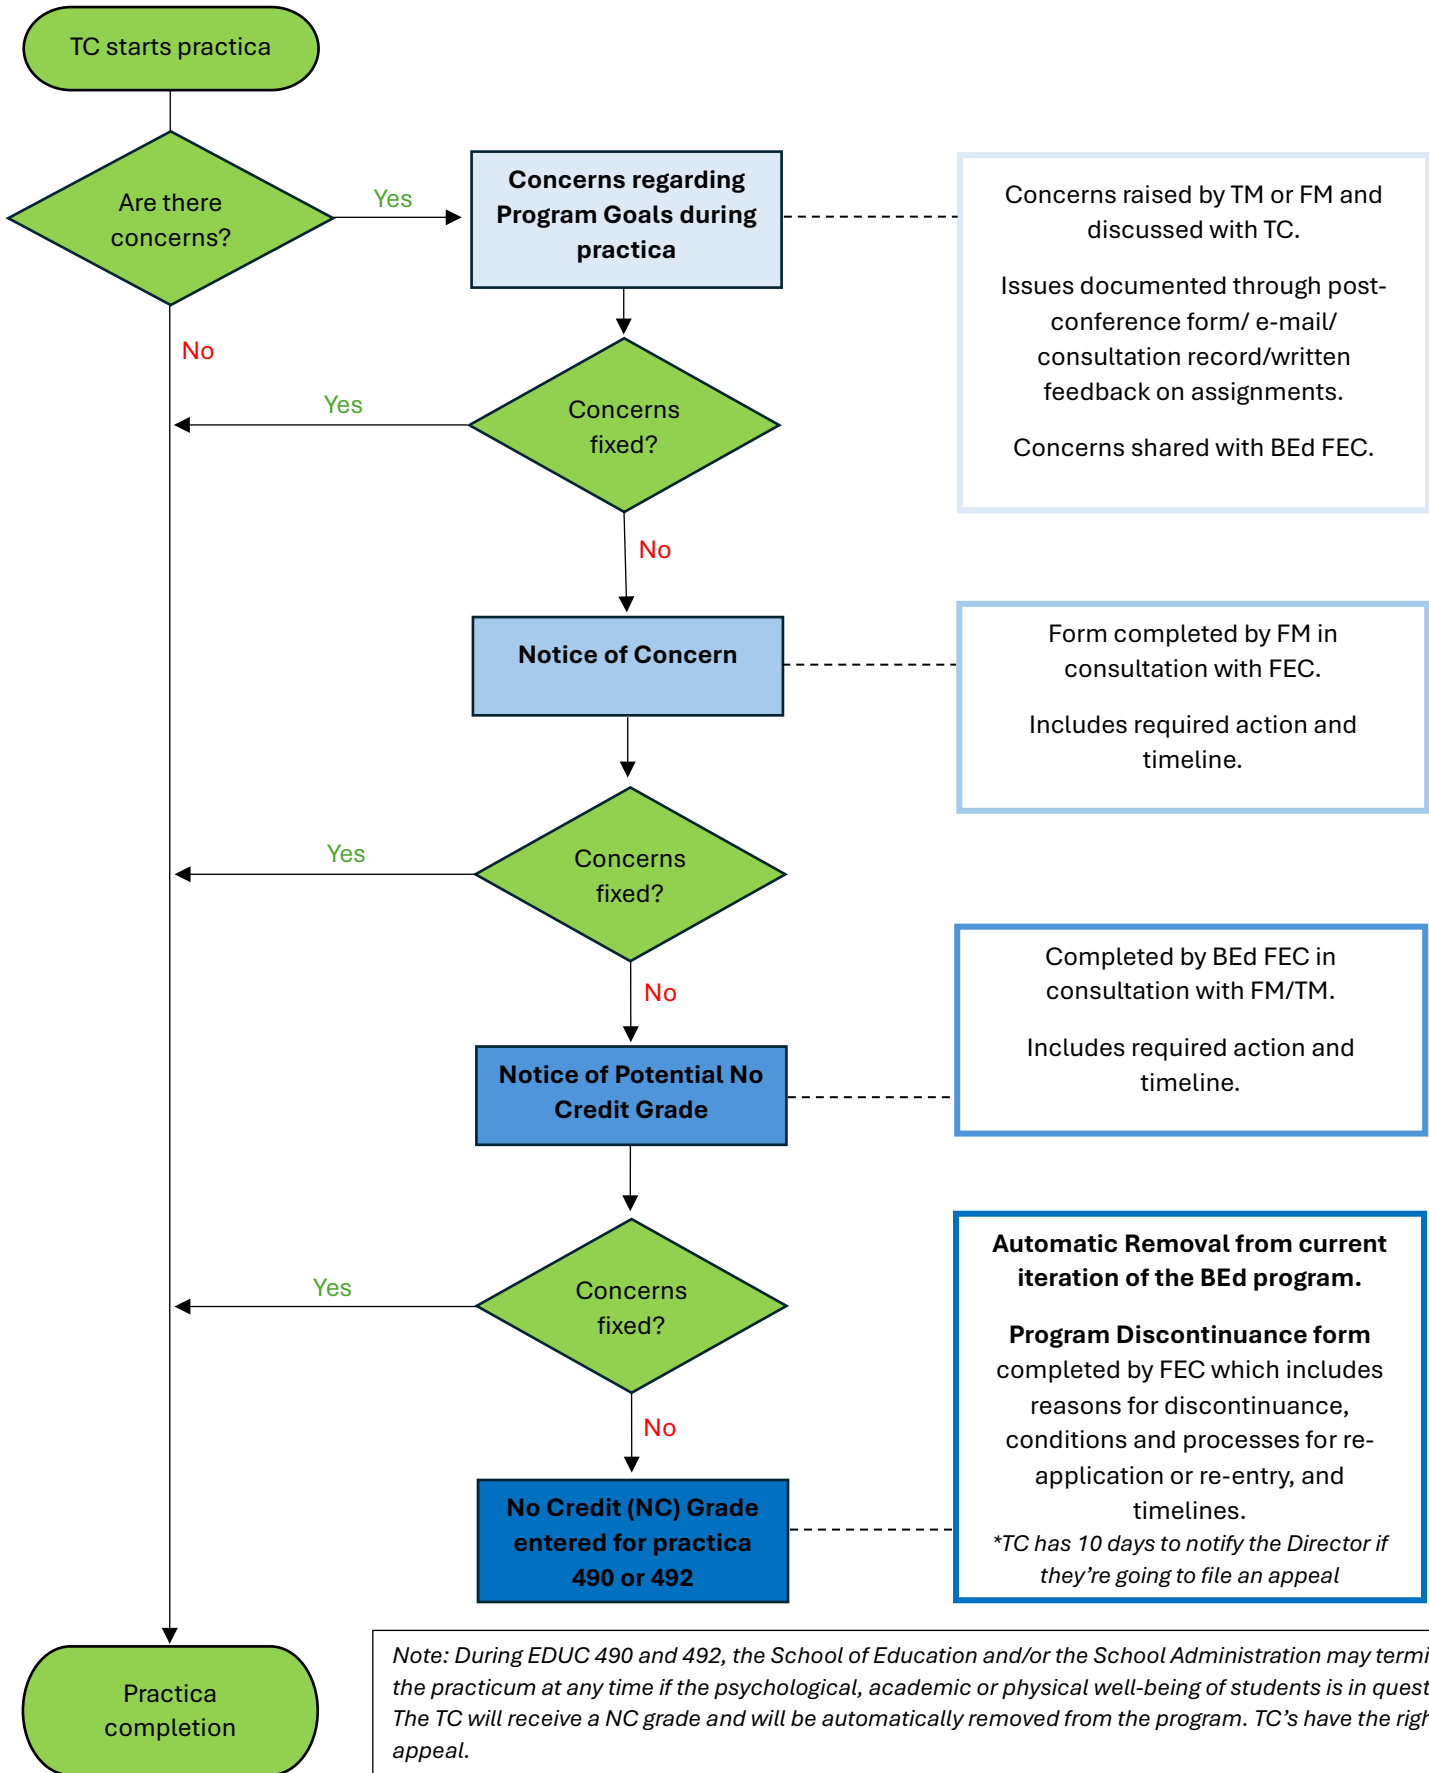 TC starts practica
Are there
concerns?
Yes
Concerns regarding
Program Goals during
practica
Concerns raised by TM or FM and
discussed with TC.
Issues documented through post-
conference form/ e-mail/
consultation record/written
feedback on assignments.
Concerns shared with BEd FEC.
No
Yes
Concerns
fixed?
No
Notice of Concern
Form completed by FM in
consultation with FEC.
Includes required action and
timeline.
Yes
Concerns
fixed?
No
Completed by BEd FEC in
consultation with FM/TM.
Includes required action and
timeline.
Notice of Potential No
Credit Grade
Yes
Concerns
fixed?
No
Automatic Removal from current
iteration of the BEd program.
Program Discontinuance form
completed by FEC which includes
reasons for discontinuance,
conditions and processes for re-
application or re-entry, and
timelines.
*TC has 10 days to notify the Director if
they're going to file an appeal
No Credit (NC) Grade
entered for practica
490 or 492
Practica
completion
Note: During EDUC 490 and 492, the School of Education and/or the School Administration may
the practicum at any time if the psychological, academic or physical well-being of students is in
The TC will receive a NC grade and will be automatically removed from the program. TC's have the
appeal.